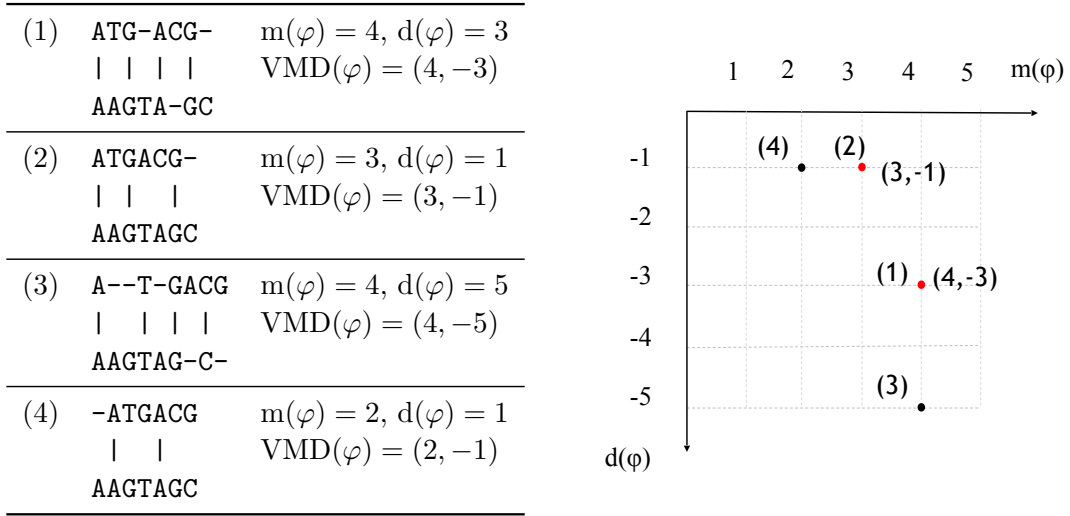 (1) ATG-ACG- m(φ) = 4, d(φ) = 3
| | | | VMD(φ) = (4, −3)
AAGTA-GC
(2) ATGACG- m(φ) = 3, d(φ) = 1
| | | VMD(φ) = (3, −1)
AAGTAGC
(3) A--T-GACG m(φ) = 4, d(φ) = 5
| | | | VMD(φ) = (4, −5)
AAGTAG-C-
(4) -ATGACG m(φ) = 2, d(φ) = 1
| | VMD(φ) = (2, −1)
AAGTAGC
1 2 3 4 5 m(φ)
-1 (4) (2) (3,-1)
-2
-3 (1) (4,-3)
-4
-5 (3)
d(φ)